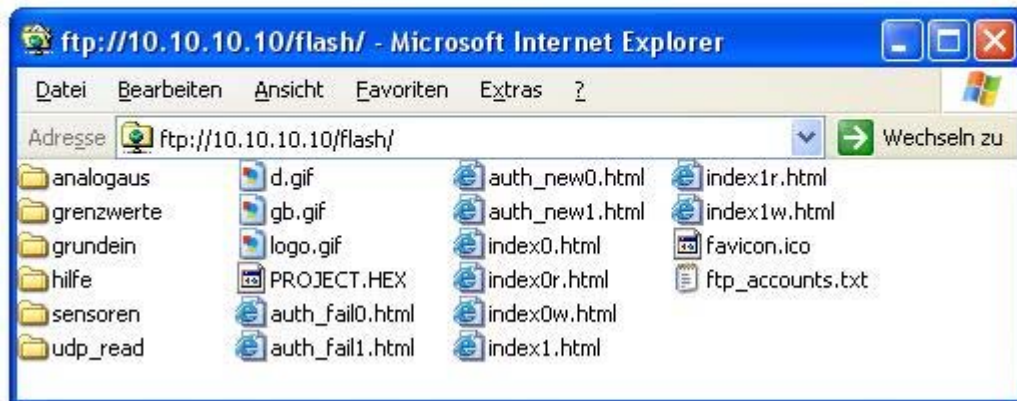 ftp://10.10.10.10/flash/ - Microsoft Internet Explorer
Datei Bearbeiten Ansicht Favoriten Extras ?
Adresse ftp://10.10.10.10/flash/ Wechseln zu
analogaus d.gif auth_new0.html index1r.html
grenzwerte gb.gif auth_new1.html index1w.html
grundein logo.gif index0.html favicon.ico
hilfe PROJECT.HEX index0r.html ftp_accounts.txt
sensoren auth_fail0.html index0w.html
udp_read auth_fail1.html index1.html